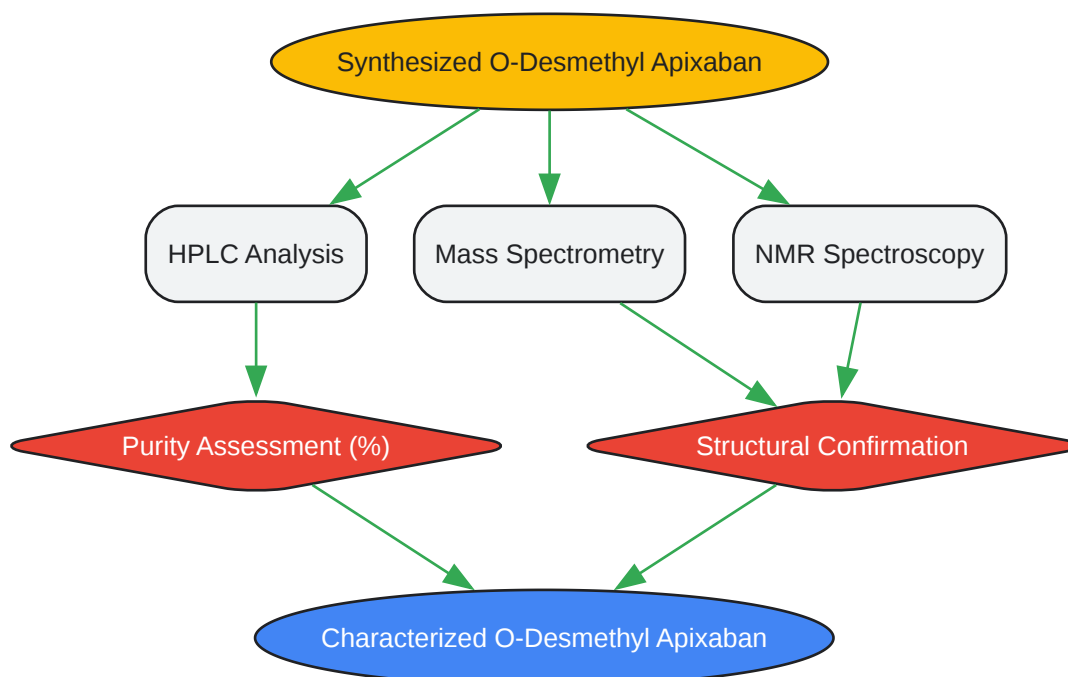 Synthesized O-Desmethyl Apixaban
HPLC Analysis
Mass Spectrometry
NMR Spectroscopy
Purity Assessment (%)
Structural Confirmation
Characterized O-Desmethyl Apixaban